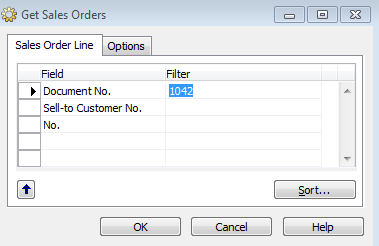 Get Sales Orders
Sales Order Line Options
Field Filter
Document No. 1042
Sell-to Customer No.
No.
Sort...
OK Cancel Help